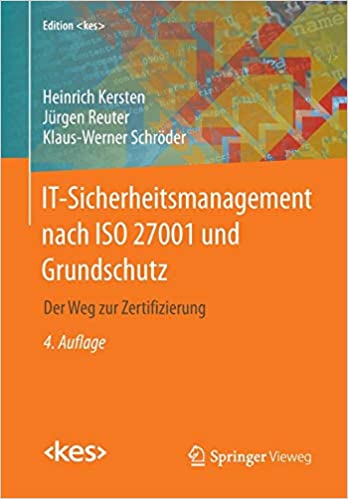 Edition <kes>
Heinrich Kersten
Jürgen Reuter
Klaus-Werner Schröder
IT-Sicherheitsmanagement
nach ISO 27001 und
Grundschutz
Der Weg zur Zertifizierung
4. Auflage
<kes>
Springer Vieweg